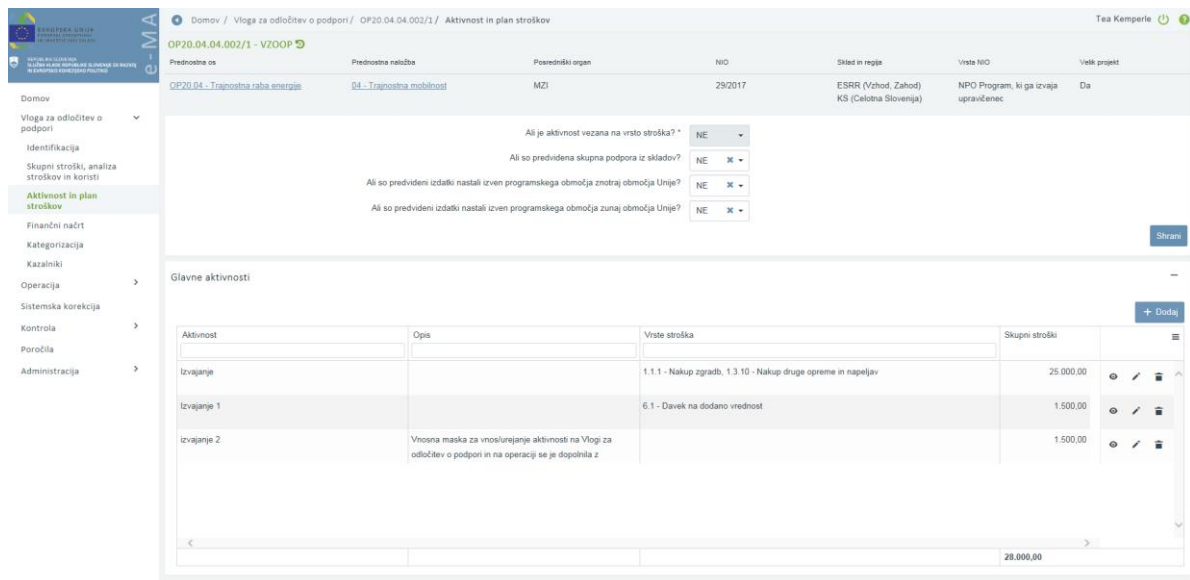 Domov / Vloga za odločitev o podpori / OP20.04.04.002/1 / Aktivnost in plan stroškov
Tea Kemperle
EVROPSKA UNIJA
e-MA
OP20.04.04.002/1 - VZOOP
Prednostna os Prednostna naložba Posredniški organ NIO Sklad in regija Vrsta NIO Velik projekt
OP20.04 - Trajnostna raba energije 04 - Trajnostna mobilnost MZI 29/2017 ESRR (Vzhod, Zahod) NPO Program, ki ga izvaja Da
KS (Celotna Slovenija) upravičenec
Domov
Vloga za odločitev o
podpori
Identifikacija
Skupni stroški, analiza
stroškov in koristi
Aktivnost in plan
stroškov
Finančni načrt
Kategorizacija
Kazalniki
Operacija
Sistemska korekcija
Kontrola
Poročila
Administracija
Ali je aktivnost vezana na vrsto stroška? * NE
Ali so predvidena skupna podpora iz skladov? NE
Ali so predvideni izdatki nastali izven programskega območja znotraj območja Unije? NE
Ali so predvideni izdatki nastali izven programskega območja zunaj območja Unije? NE
Shrani
Glavne aktivnosti
+ Dodaj
Aktivnost Opis Vrste stroška Skupni stroški
Izvajanje 1.1.1 - Nakup zgradb, 1.3.10 - Nakup druge opreme in napeljav 25.000,00
Izvajanje 1 6.1 - Davek na dodano vrednost 1.500,00
izvajanje 2 Vnosna maska za vnos/urejanje aktivnosti na Vlogi za 1.500,00
odločitev o podpori in na operaciji se je dopolnila z
28.000,00